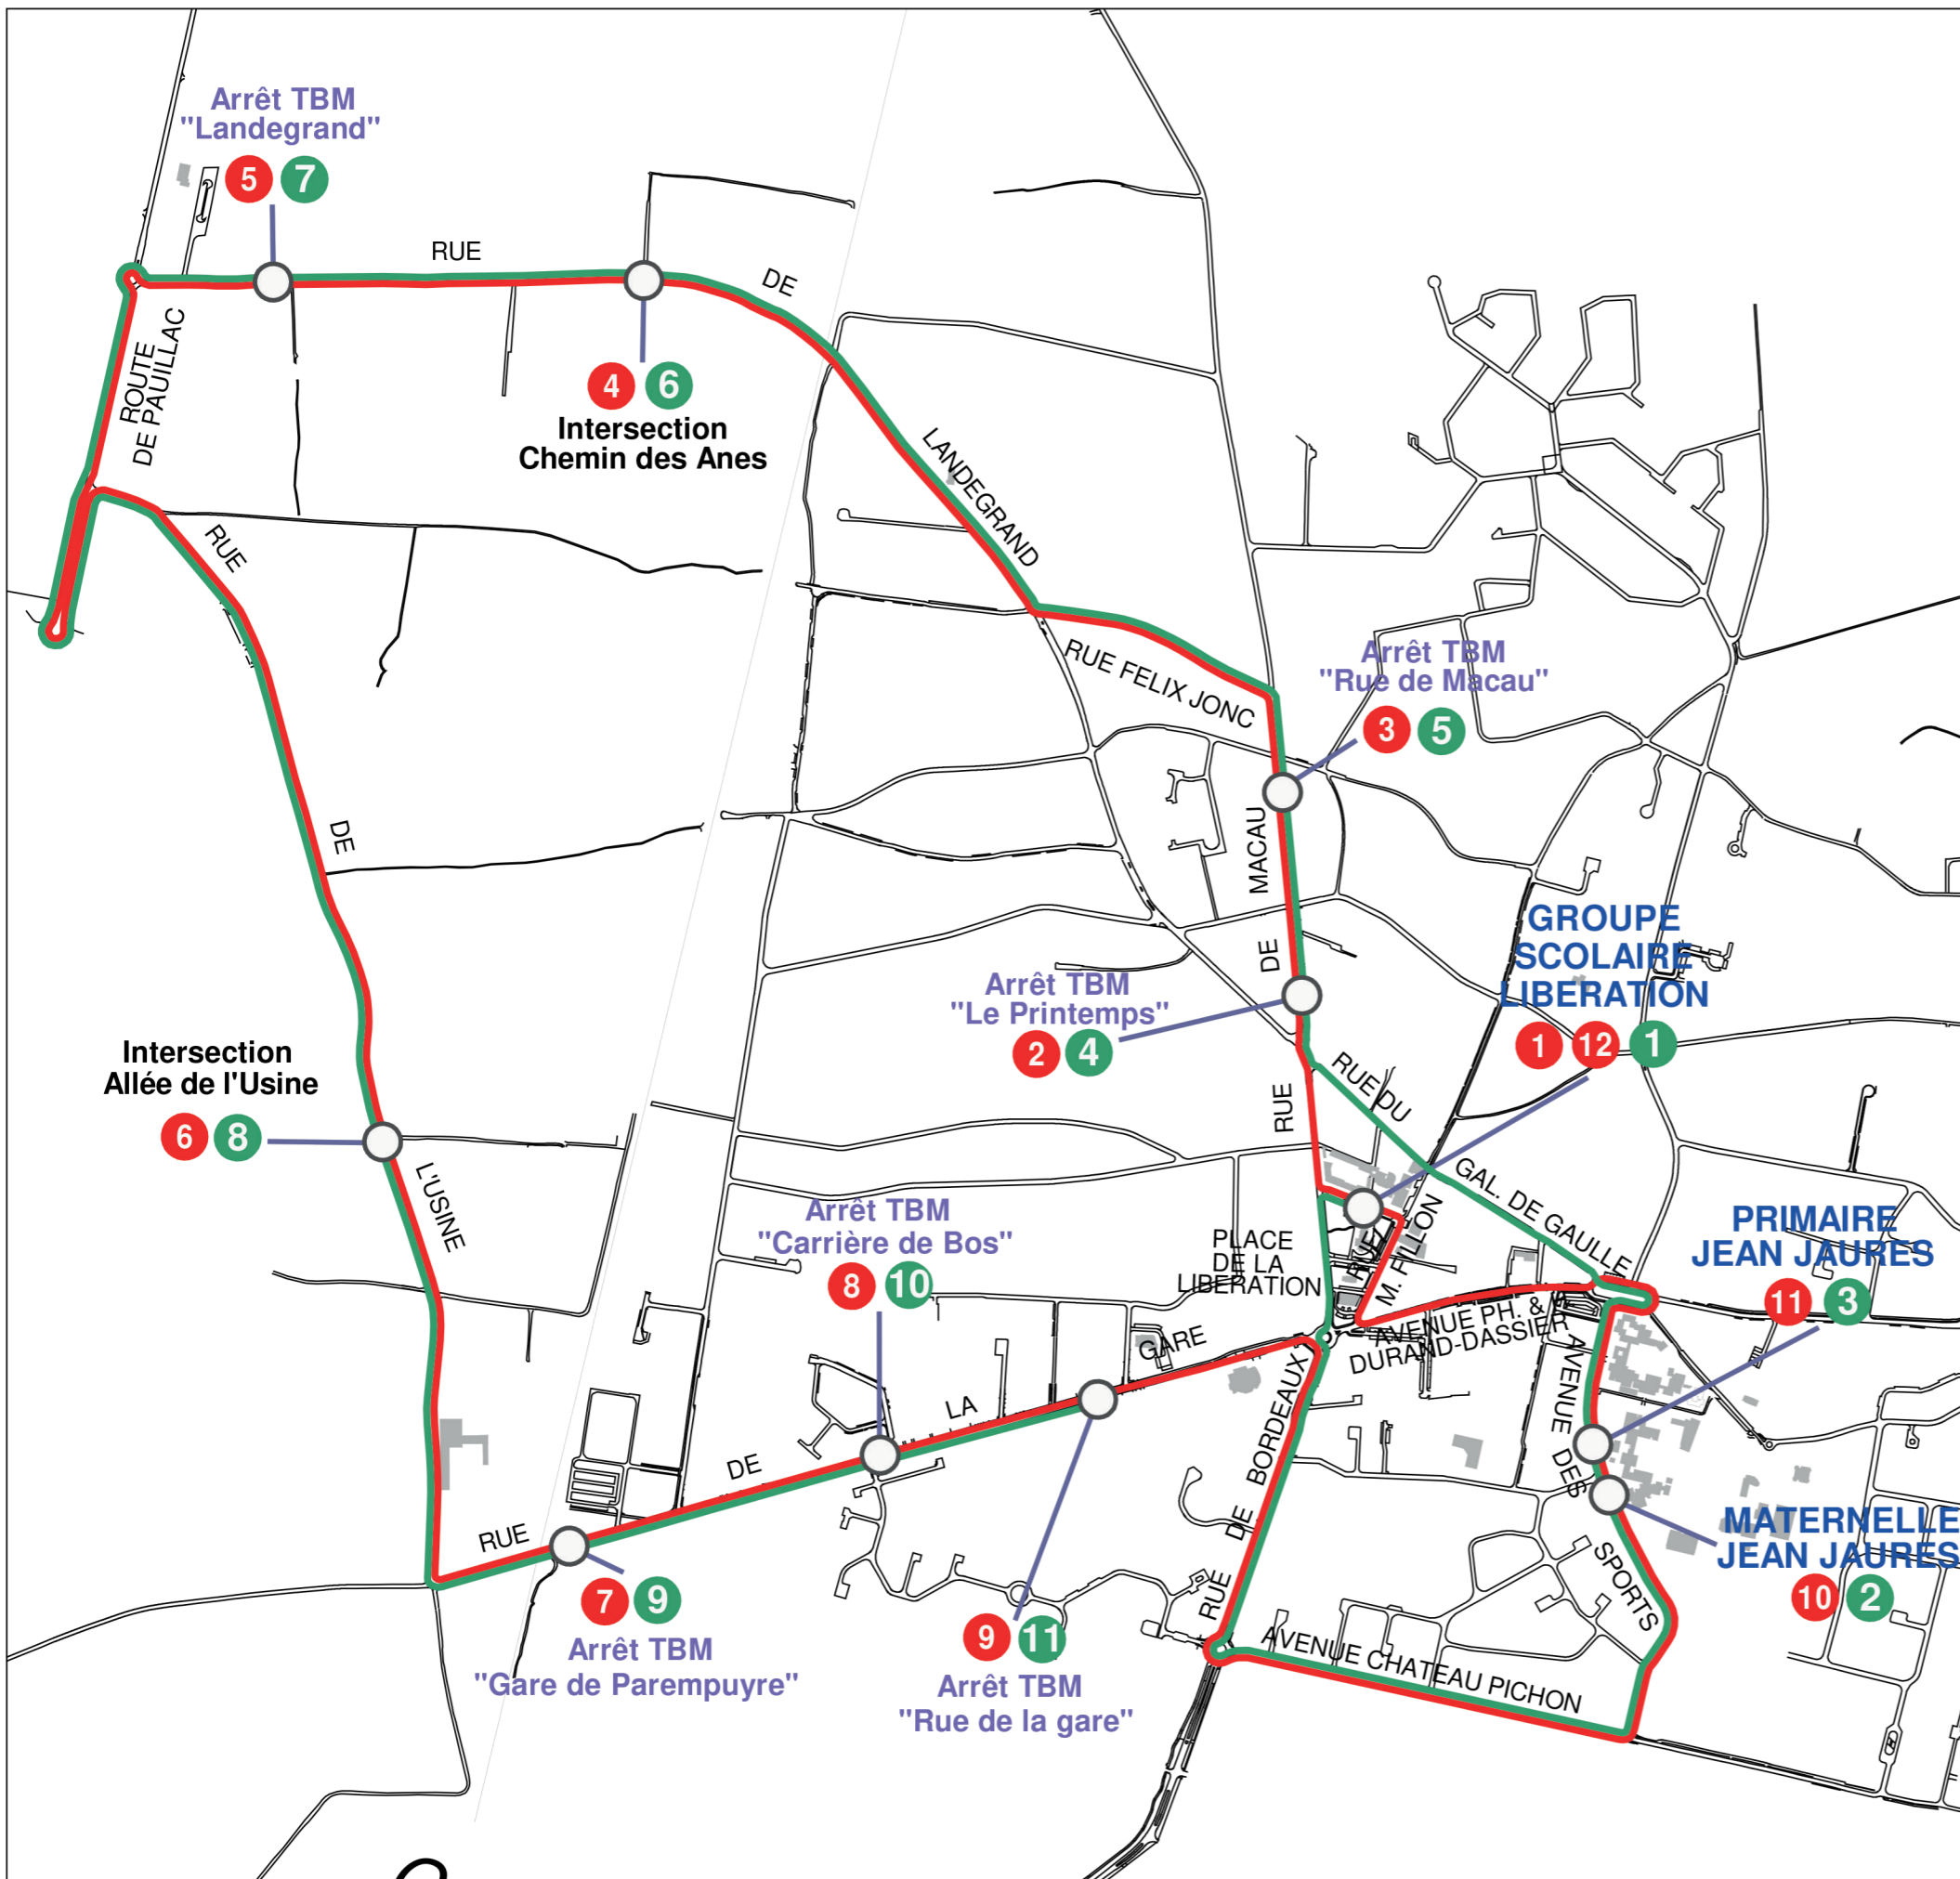 Arrêt TBM
"Landegrand"
5 7
RUE
DE
ROUTE
DE PAUILLAC
4 6
Intersection
Chemin des Anes
LANDEGRAND
RUE
RUE FELIX JONC
Arrêt TBM
"Rue de Macau"
3 5
DE
MACAU
GROUPE
SCOLAIRE
LIBERATION
1 12 1
DE
Arrêt TBM
"Le Printemps"
2 4
Intersection
Allée de l'Usine
6 8
RUE
RUE DU
L'USINE
GAL. DE GAULLE
Arrêt TBM
"Carrière de Bos"
8 10
PLACE
DE LA
LIBERATION
RUE
M. FILLON
PRIMAIRE
JEAN JAURES
11 3
GARE
AVENUE PH. &
DURAND-DASSIER
AVENUE
LA
BORDEAUX
DE
DES
DE
RUE
MATERNELLE
JEAN JAURES
10 2
SPORTS
RUE
7 9
Arrêt TBM
"Gare de Parempuyre"
9 11
Arrêt TBM
"Rue de la gare"
AVENUE CHATEAU PICHON